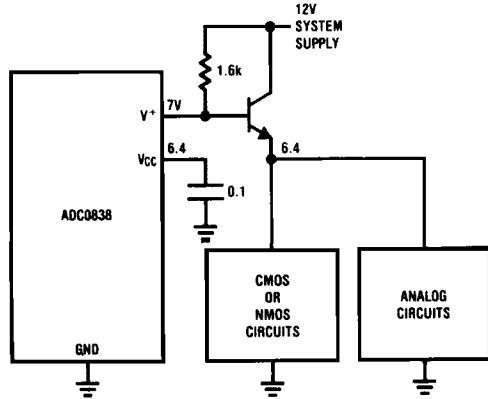 12V
SYSTEM
SUPPLY
1.6k
V+ 7V
6.4
6.4
VCC
0.1
ADC0838
CMOS
OR
NMOS
CIRCUITS
ANALOG
CIRCUITS
GND